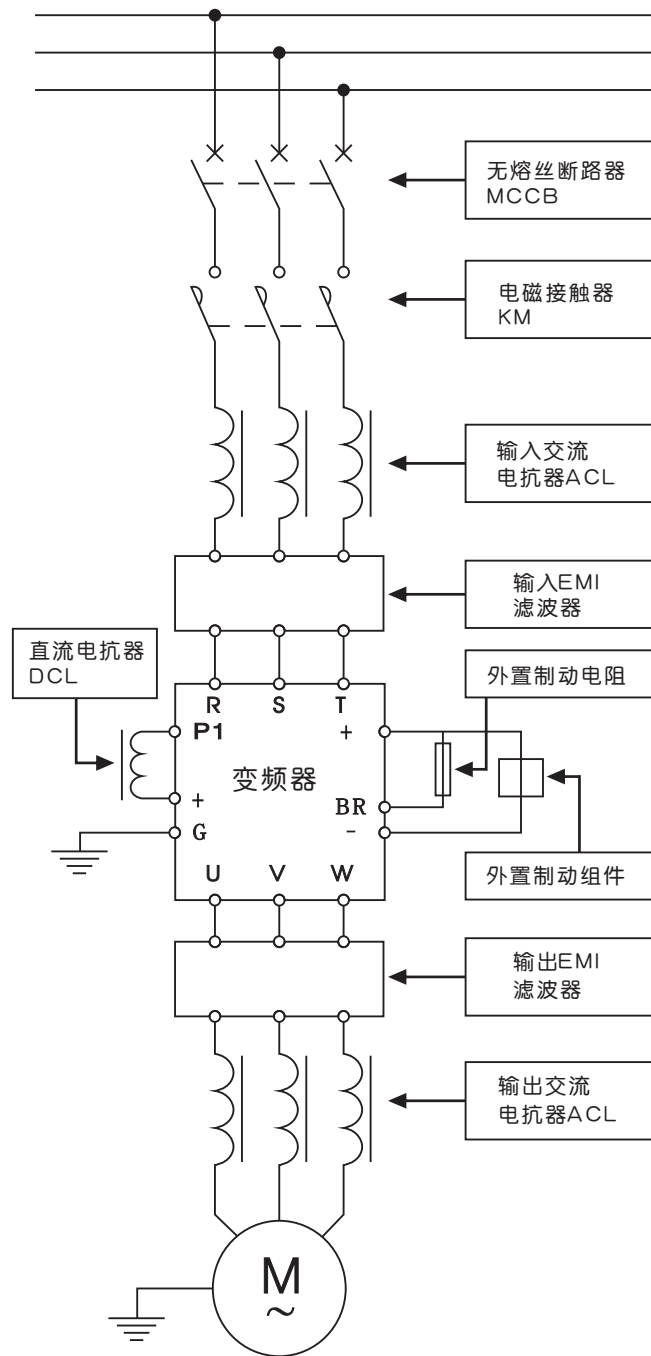 无熔丝断路器
MCCB
电磁接触器
KM
输入交流
电抗器ACL
输入EMI
滤波器
直流电抗器
DCL
外置制动电阻
R S T
P1 +
变频器
+ BR
G -
U V W
外置制动组件
输出EMI
滤波器
输出交流
电抗器ACL
M
~